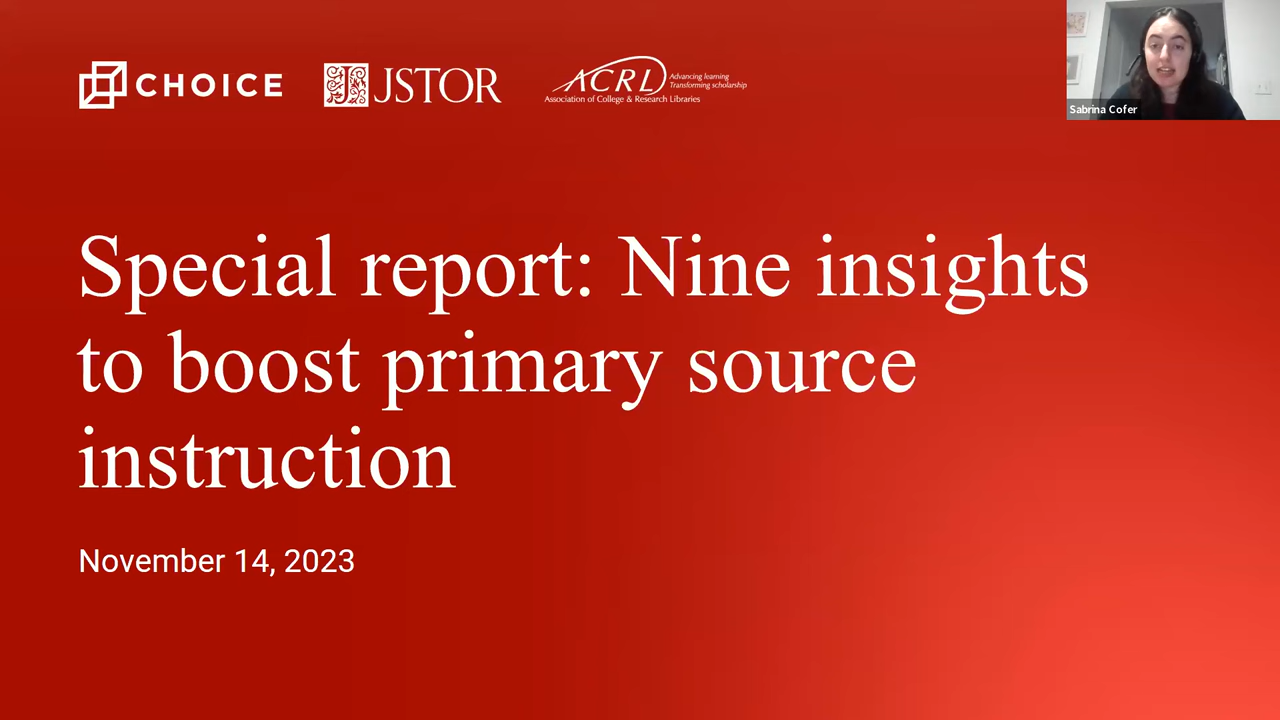 CHOICE
JSTOR
ACRL
Advancing learning
Transforming scholarship
Association of College & Research Libraries
Sabrina Cofer
Special report: Nine insights
to boost primary source
instruction
November 14, 2023